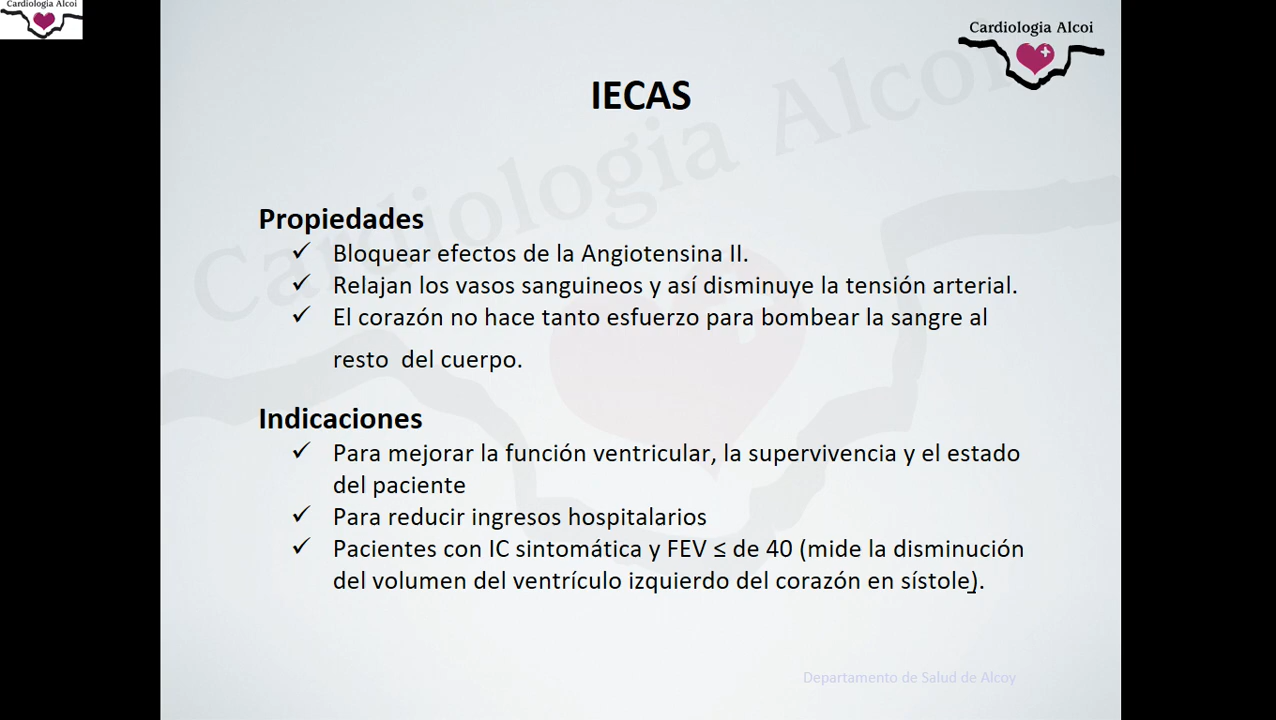 Cardiologia Alcoi
Cardiologia Alcoi
IECAS
Cardiologia Alcoi
Propiedades
✓ Bloquear efectos de la Angiotensina II.
✓ Relajan los vasos sanguineos y así disminuye la tensión arterial.
✓ El corazón no hace tanto esfuerzo para bombear la sangre al
resto del cuerpo.
Indicaciones
✓ Para mejorar la función ventricular, la supervivencia y el estado
del paciente
✓ Para reducir ingresos hospitalarios
✓ Pacientes con IC sintomática y FEV ≤ de 40 (mide la disminución
del volumen del ventrículo izquierdo del corazón en sístole).
Departamento de Salud de Alcoy